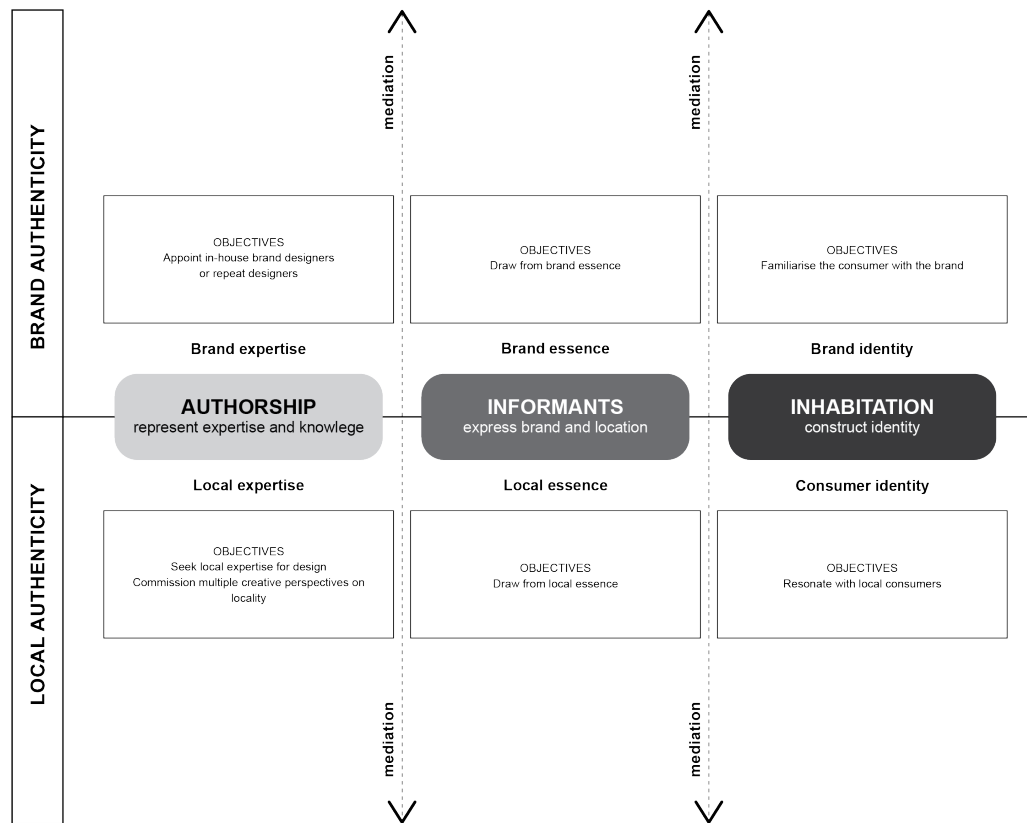 BRAND AUTHENTICITY
mediation
mediation
OBJECTIVES
Appoint in-house brand designers
or repeat designers
OBJECTIVES
Draw from brand essence
OBJECTIVES
Familiarise the consumer with the brand
Brand expertise
Brand essence
Brand identity
AUTHORSHIP
represent expertise and knowlege
INFORMANTS
express brand and location
INHABITATION
construct identity
LOCAL AUTHENTICITY
Local expertise
Local essence
Consumer identity
OBJECTIVES
Seek local expertise for design
Commission multiple creative perspectives on
locality
OBJECTIVES
Draw from local essence
OBJECTIVES
Resonate with local consumers
mediation
mediation